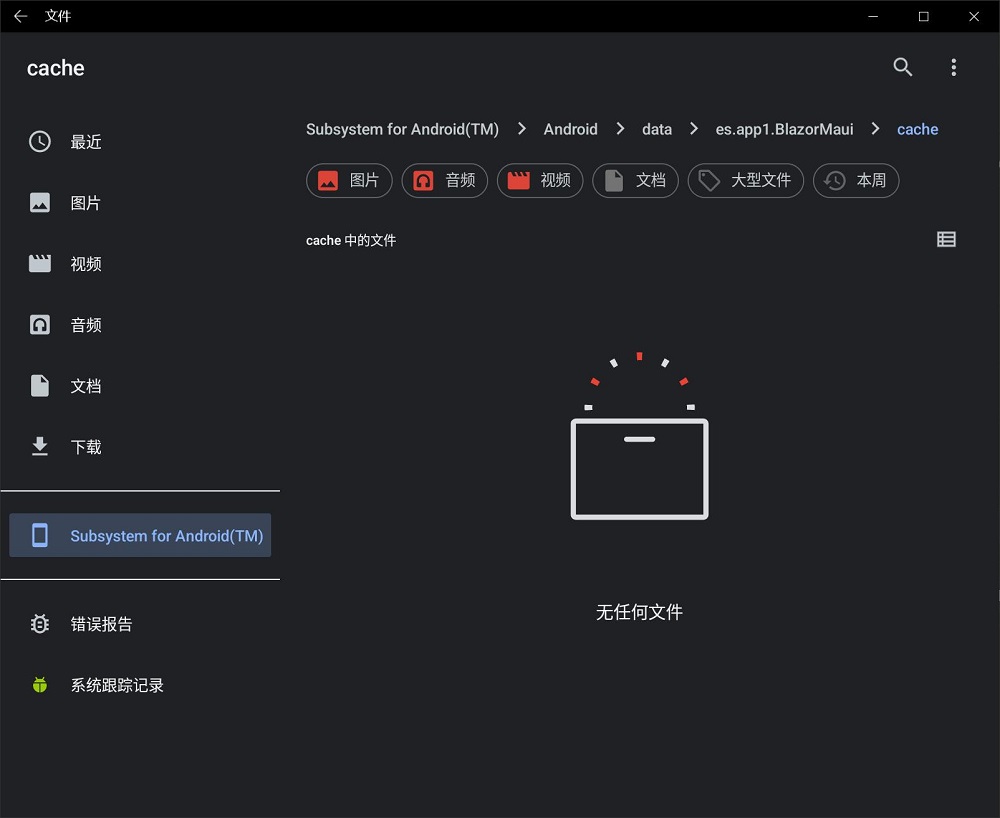 文件
cache
最近
图片
视频
音频
文档
下载
Subsystem for Android(TM)
错误报告
系统跟踪记录
Subsystem for Android(TM) > Android > data > es.app1.BlazorMaui > cache
图片 音频 视频 文档 大型文件 本周
cache 中的文件
无任何文件